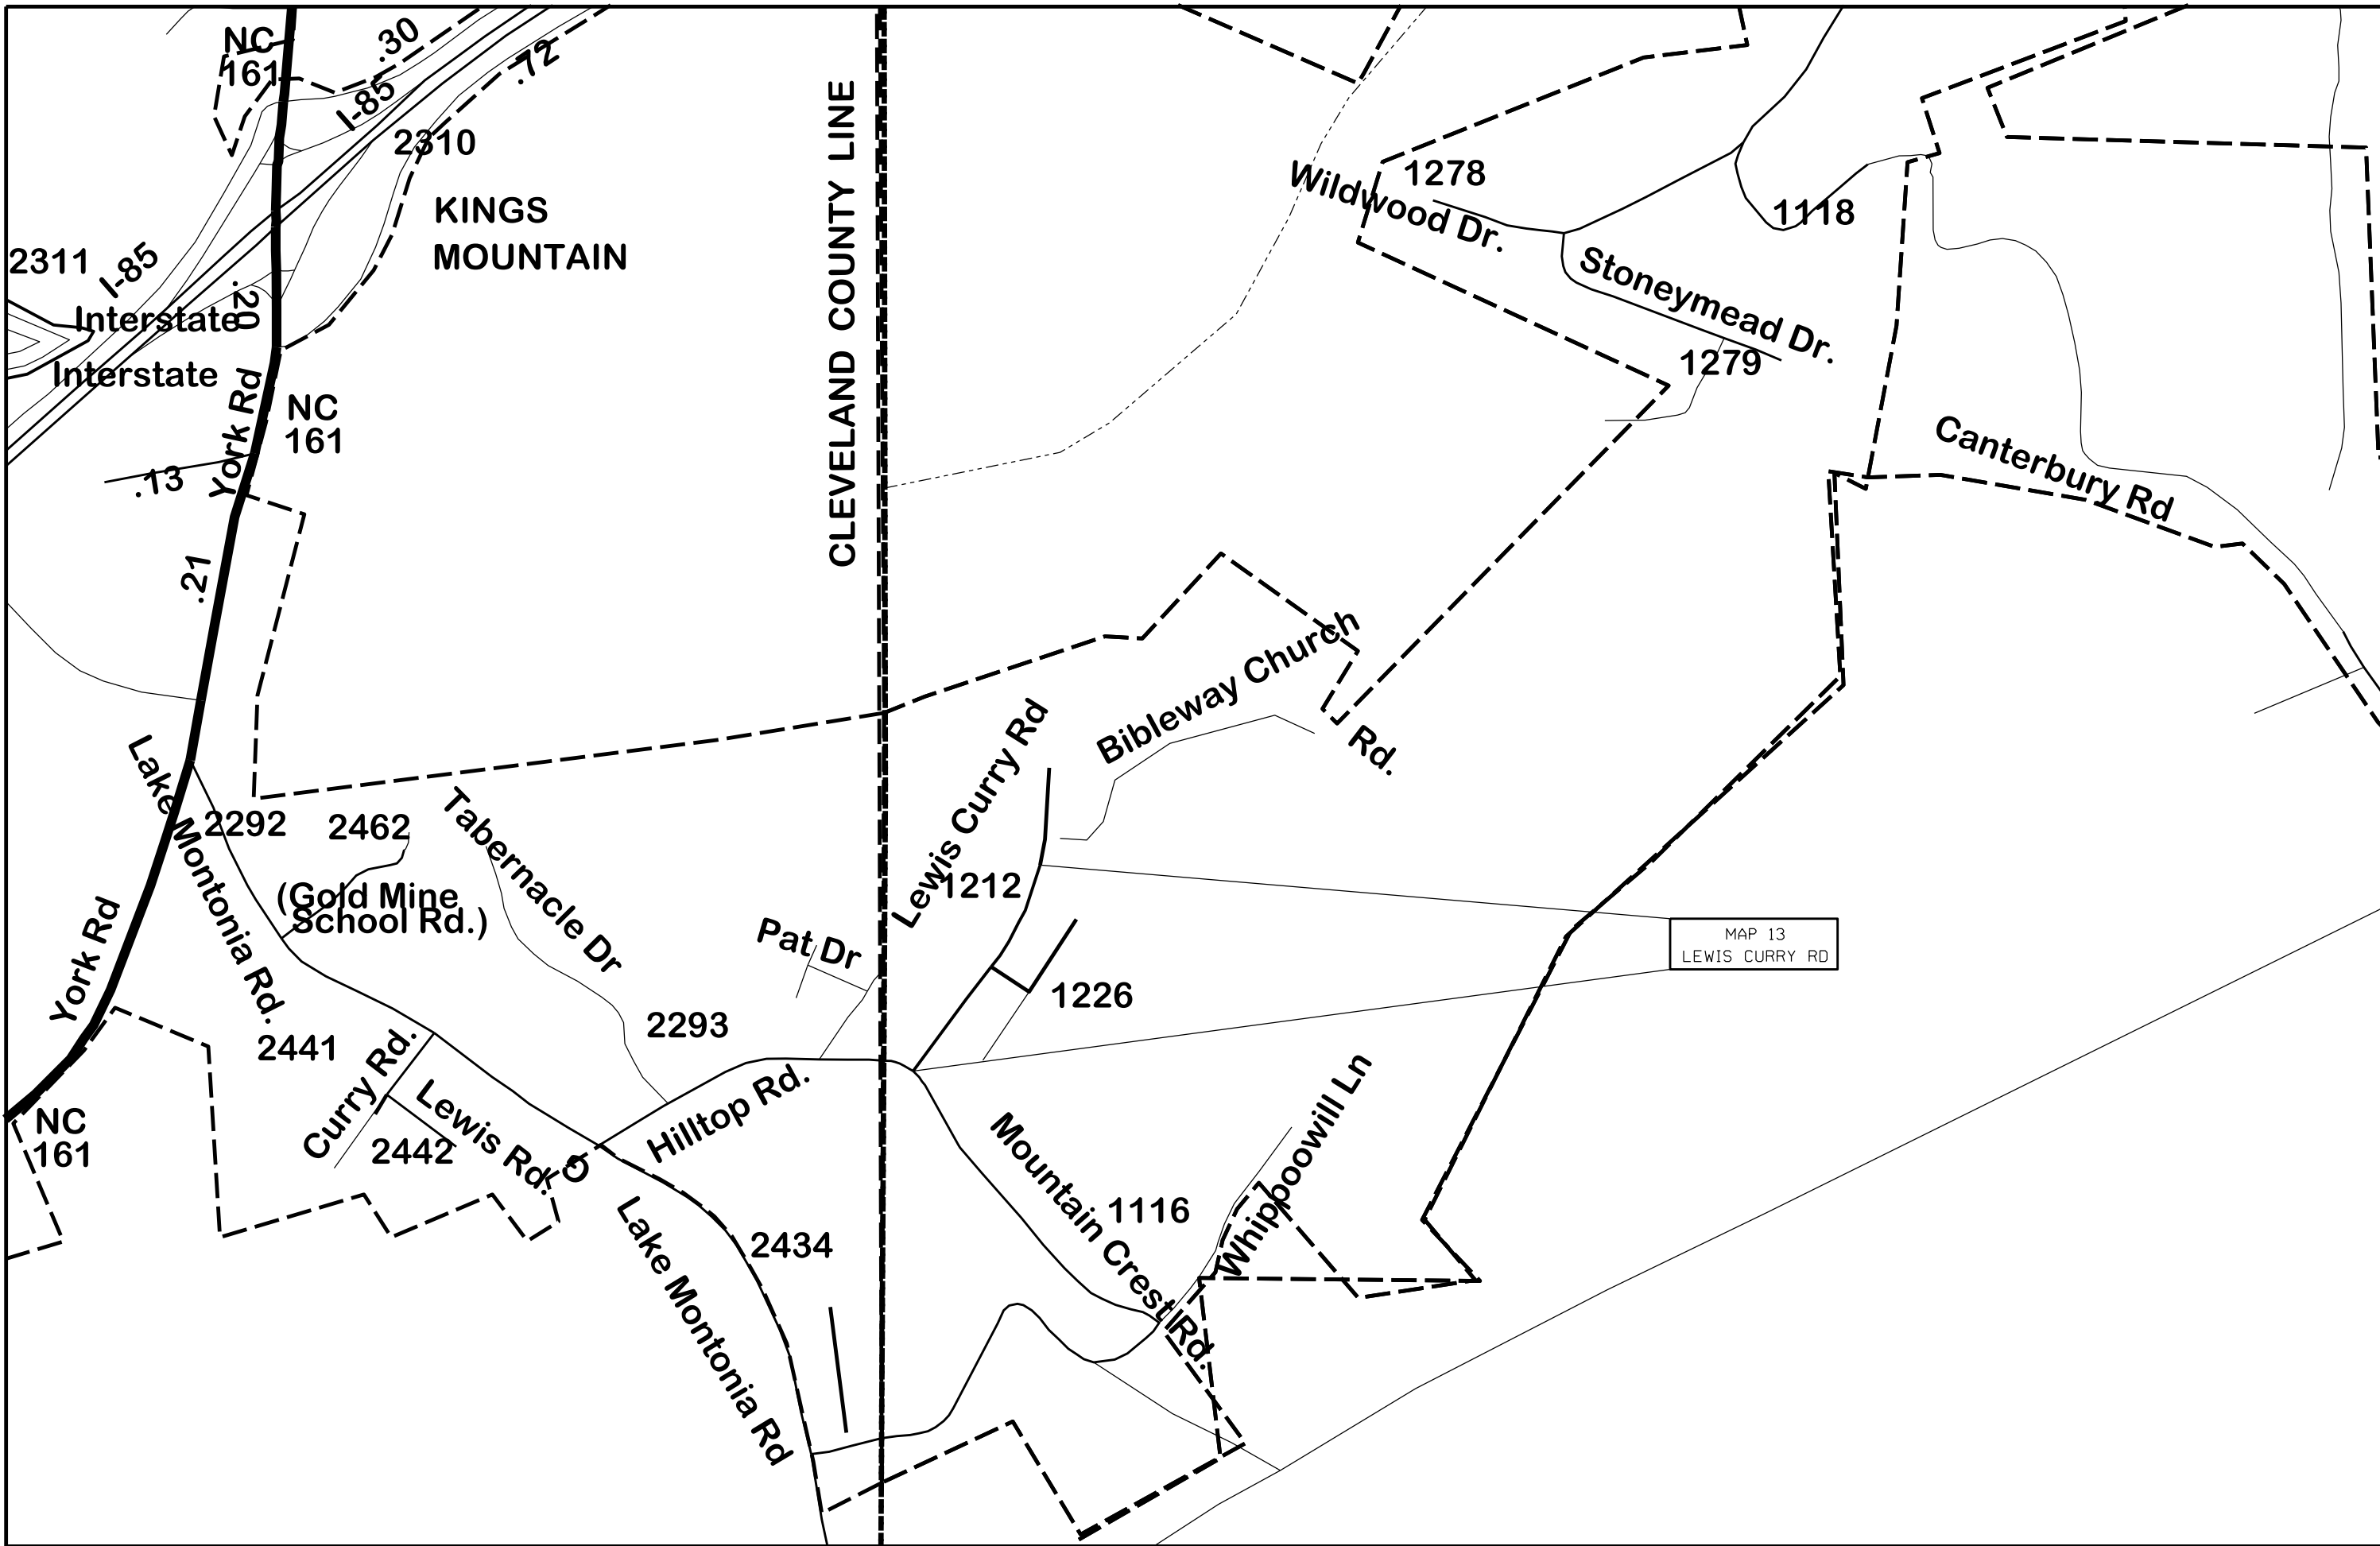 NC
161
.30
I-85
.72
2310
KINGS
MOUNTAIN
2311
I-85
.20
Interstate
Interstate
York Rd
NC
161
.13
.21
CLEVELAND COUNTY LINE
Wildwood Dr.
1278
1118
Stoneymead Dr.
1279
Canterbury Rd
Bibleway Church
Rd.
Lewis Curry Rd
1212
Lake Montonia Rd.
2292
2462
(Gold Mine
School Rd.)
Tabernacle Dr
Pat Dr
York Rd
2293
1226
MAP 13
LEWIS CURRY RD
2441
Curry Rd.
Lewis Rd.
2442
NC
161
Hilltop Rd.
Mountain Crest Rd.
1116
Whippoowill Ln
2434
Lake Montonia Rd